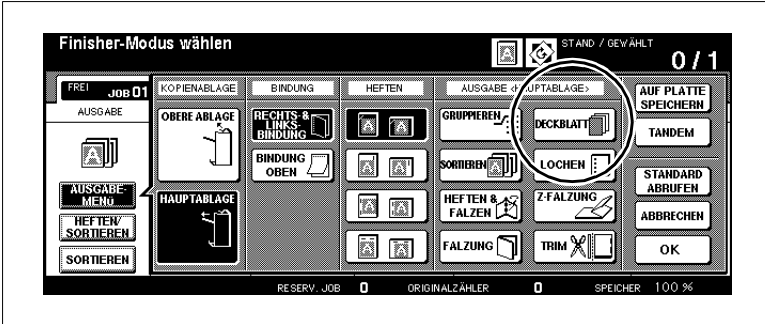 Finisher-Modus wählen
STAND / GEWÄHLT
0/1
FREI JOB 01
AUSGABE
AUSGABE-
MENÜ
HEFTEN/
SORTIEREN
SORTIEREN
KOPIENABLAGE
OBERE ABLAGE
HAUPTABLAGE
BINDUNG
RECHTS-&
LINKS-
BINDUNG
BINDUNG
OBEN
HEFTEN
AUSGABE <HAUPTABLAGE>
GRUPPIEREN
DECKBLATT
SORTIEREN
LOCHEN
HEFTEN &
FALZEN
Z-FALZUNG
FALZUNG
TRIM
AUF PLATTE
SPEICHERN
TANDEM
STANDARD
ABRUFEN
ABBRECHEN
OK
RESERV. JOB 0 ORIGINALZÄHLER 0 SPEICHER 100 %